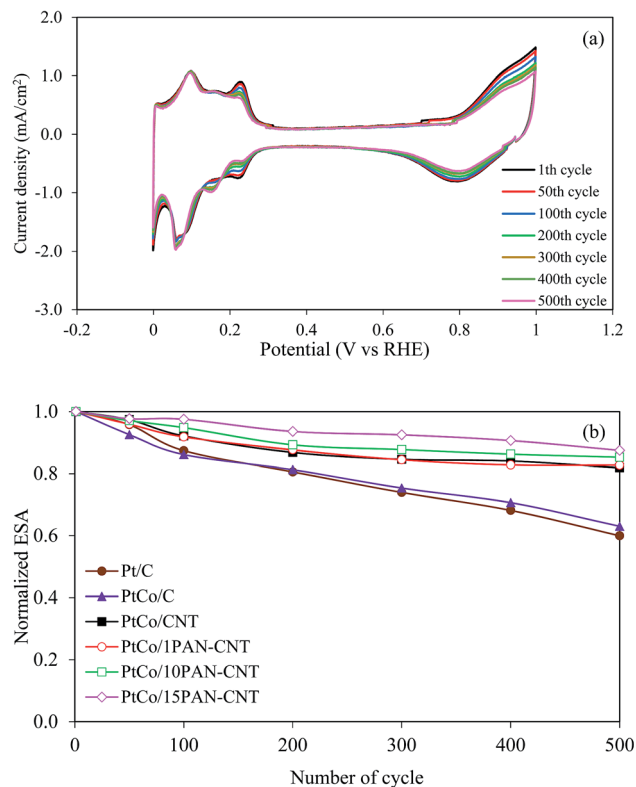 (a)
2.0
1.0
0.0
-1.0
-2.0
-3.0
Current density (mA/cm²)
1th cycle
50th cycle
100th cycle
200th cycle
300th cycle
400th cycle
500th cycle
-0.2 0 0.2 0.4 0.6 0.8 1 1.2
Potential (V vs RHE)
(b)
1.0
0.8
0.6
0.4
0.2
0.0
Normalized ESA
Pt/C
PtCo/C
PtCo/CNT
PtCo/1PAN-CNT
PtCo/10PAN-CNT
PtCo/15PAN-CNT
0 100 200 300 400 500
Number of cycle